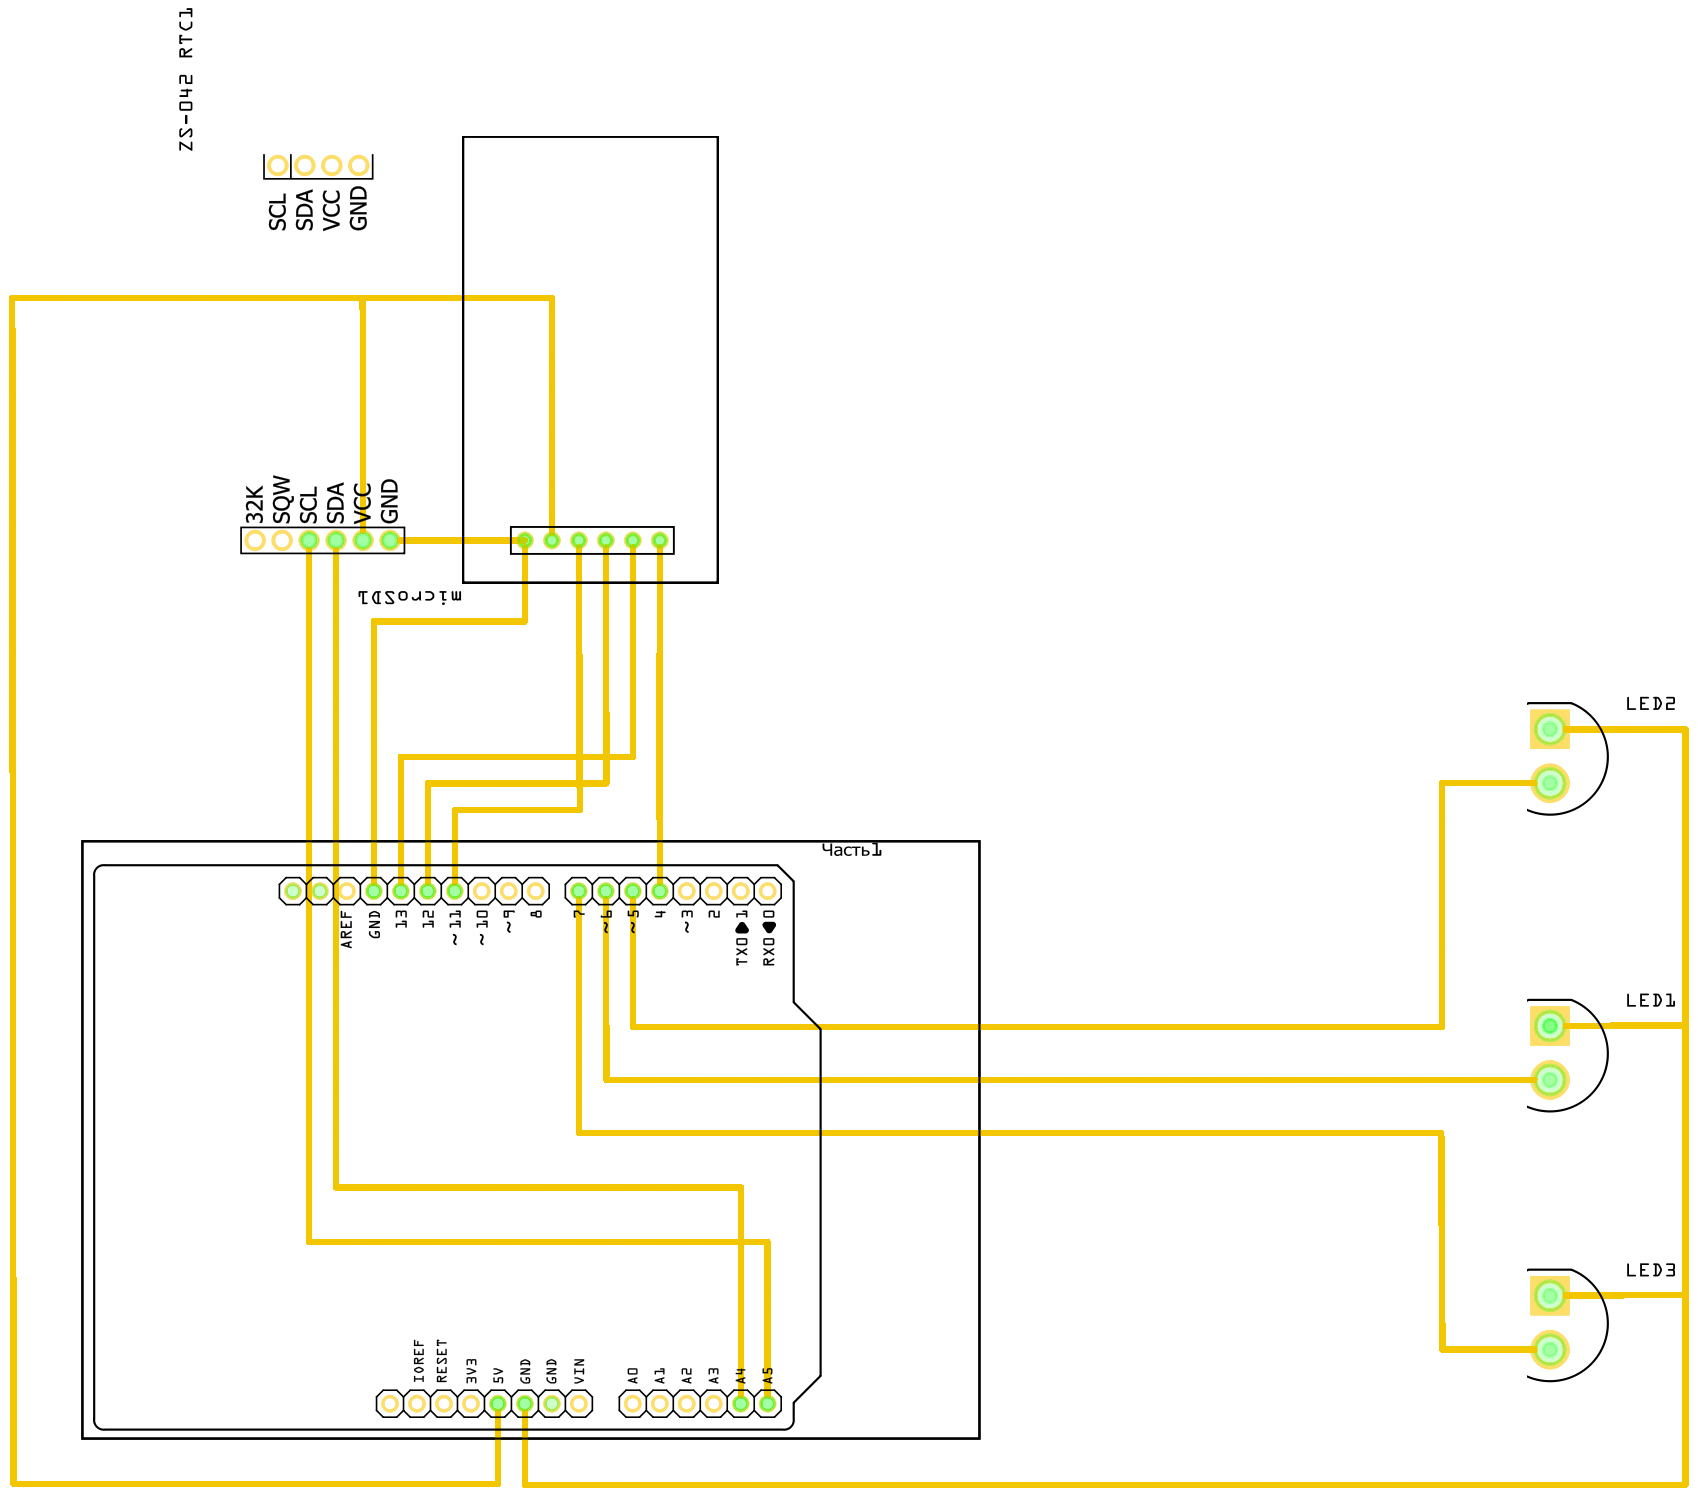 ZS-042 RTC1
SCL
SDA
VCC
GND
32K
SQW
SCL
SDA
VCC
GND
microSD1
LED2
Часть1
AREF
GND
13
12
~11
~10
~9
8
7
~6
~5
4
~3
2
TX0▶1
RX0◀0
LED1
LED3
IOREF
RESET
3V3
5V
GND
GND
VIN
A0
A1
A2
A3
A4
A5